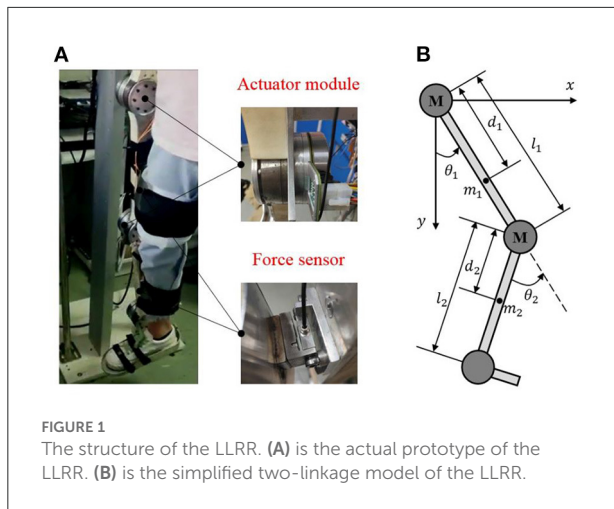 A
Actuator module
Force sensor
B
M
x
d₁
l₁
θ₁
m₁
y
M
d₂
l₂
θ₂
m₂
FIGURE 1
The structure of the LLRR. (A) is the actual prototype of the
LLRR. (B) is the simplified two-linkage model of the LLRR.